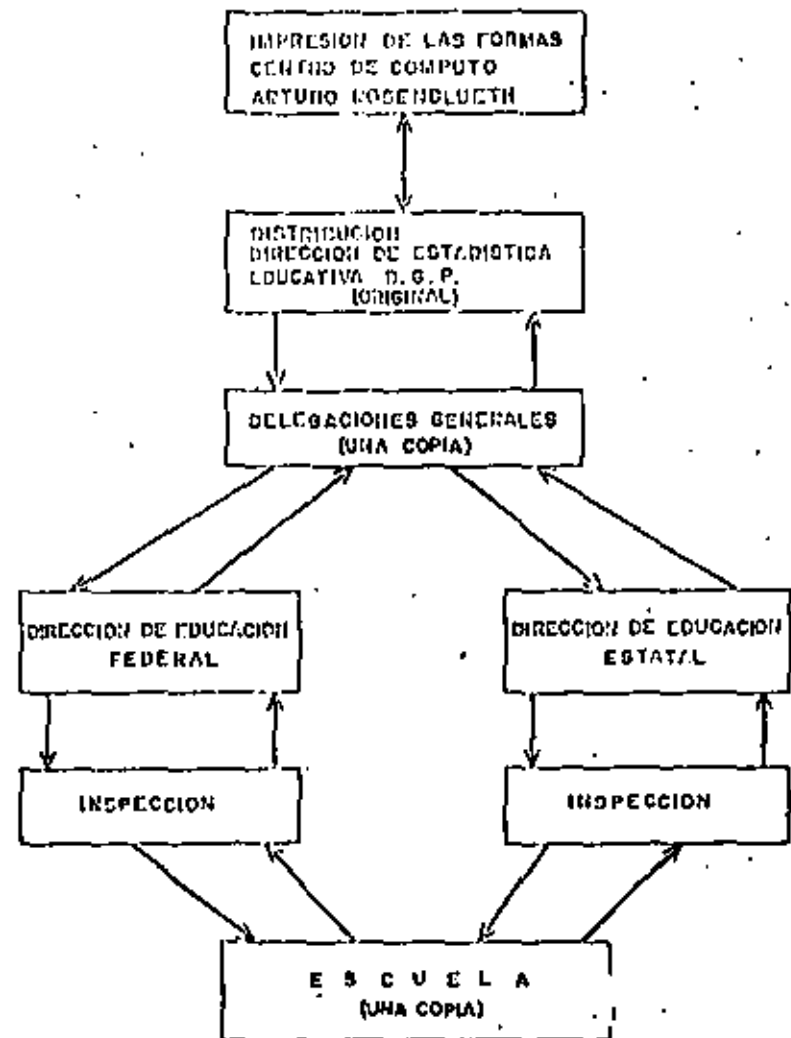 IMPRESION DE LAS FORMAS
CENTRO DE COMPUTO
ARTURO ROSENBLUETH
DISTRIBUCION
DIRECCION DE ESTADISTICA
EDUCATIVA D.G.P.
(ORIGINAL)
DELEGACIONES GENERALES
(UNA COPIA)
DIRECCION DE EDUCACION
FEDERAL
DIRECCION DE EDUCACION
ESTATAL
INSPECCION
INSPECCION
ESCUELA
(UNA COPIA)